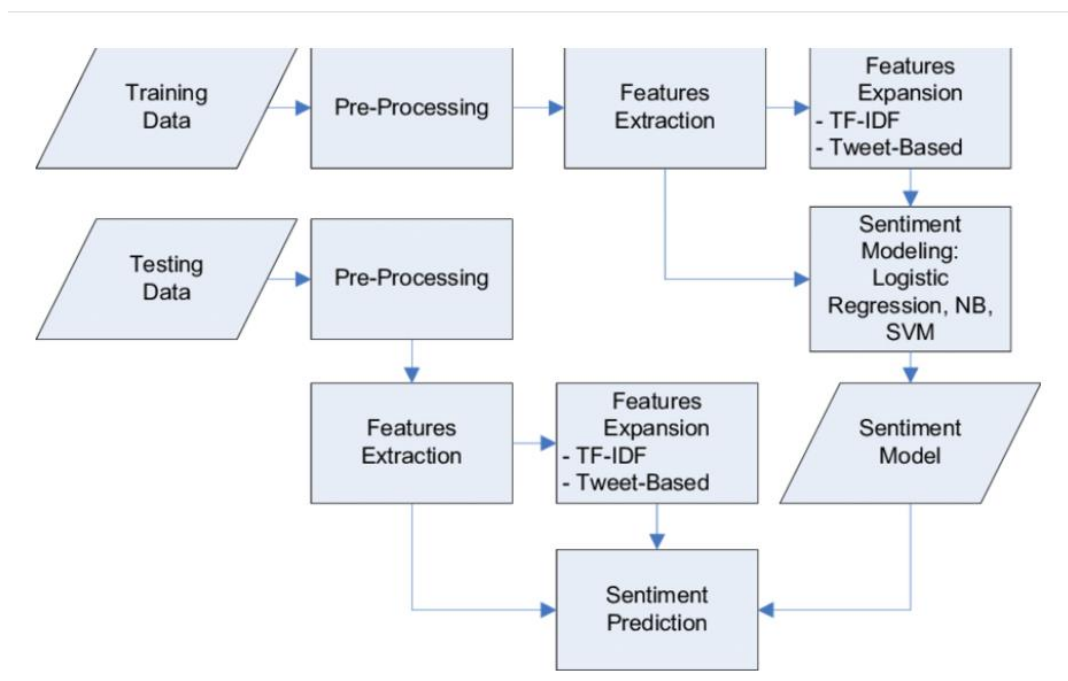 Training
Data
Pre-Processing
Features
Extraction
Features
Expansion
- TF-IDF
- Tweet-Based
Testing
Data
Pre-Processing
Sentiment
Modeling:
Logistic
Regression, NB,
SVM
Features
Extraction
Features
Expansion
- TF-IDF
- Tweet-Based
Sentiment
Model
Sentiment
Prediction